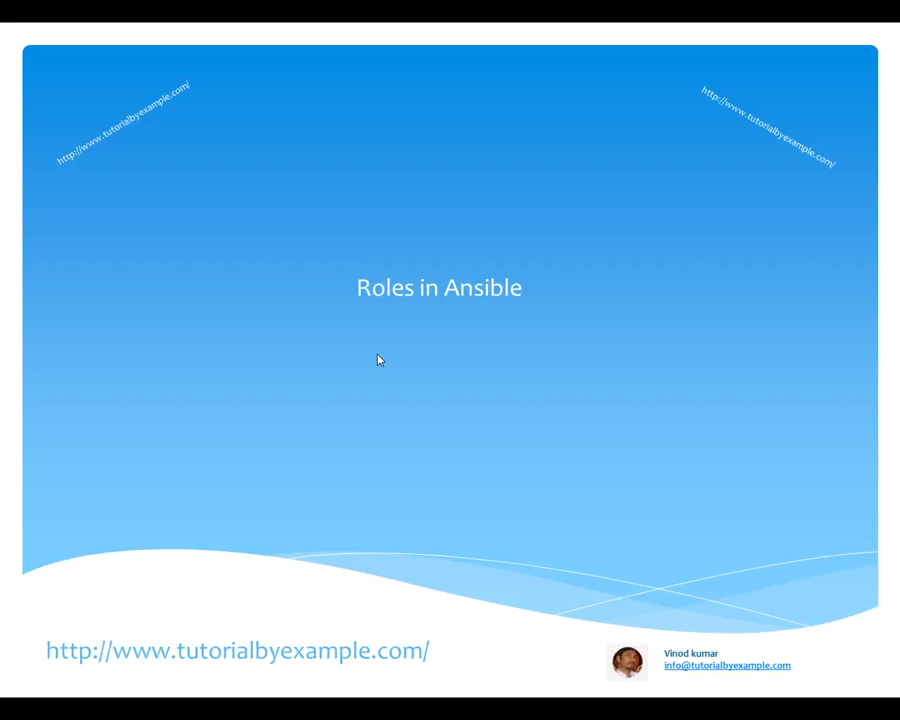 http://www.tutorialbyexample.com/
http://www.tutorialbyexample.com/
Roles in Ansible
http://www.tutorialbyexample.com/
Vinod kumar
info@tutorialbyexample.com